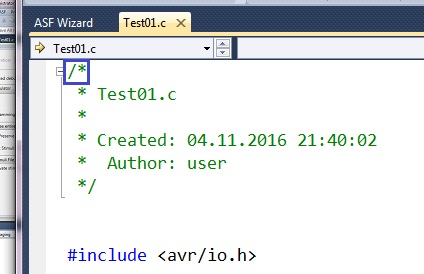 ASF Wizard Test01.c
Test01.c
/*
* Test01.c
*
* Created: 04.11.2016 21:40:02
* Author: user
*/
#include <avr/io.h>